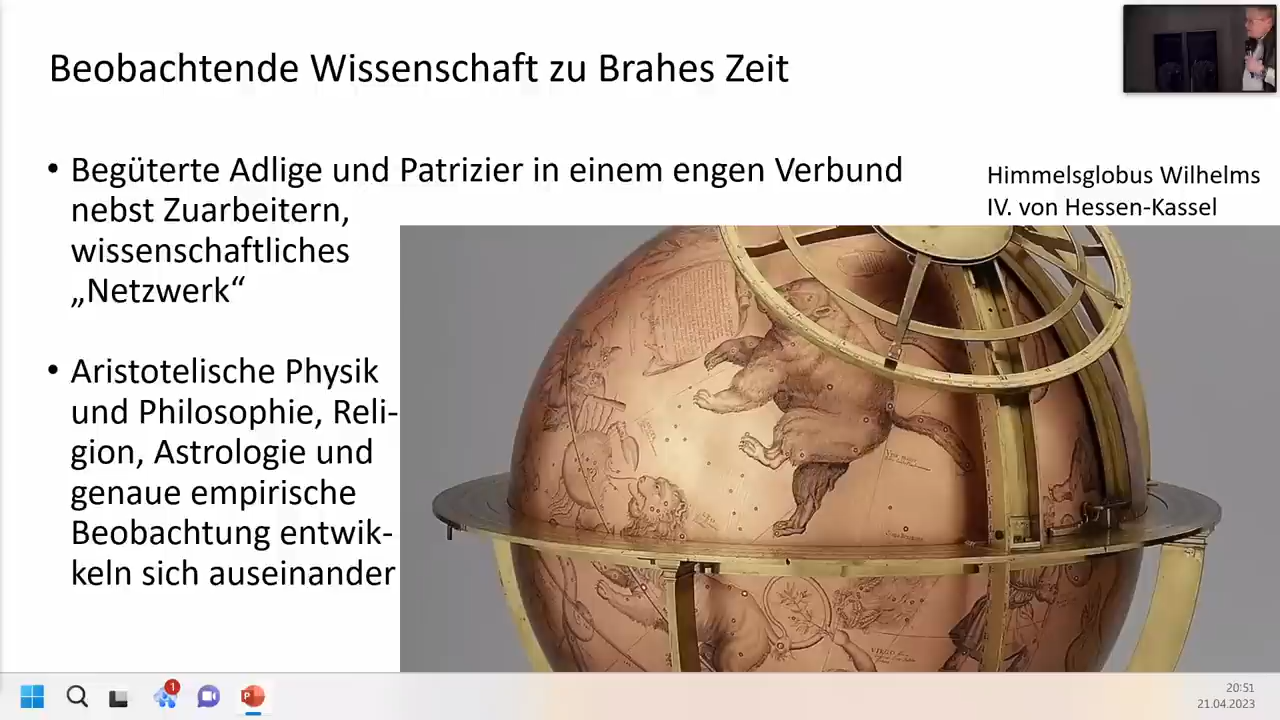 Beobachtende Wissenschaft zu Brahes Zeit
• Begüterte Adlige und Patrizier in einem engen Verbund
nebst Zuarbeitern,
wissenschaftliches
„Netzwerk“
• Aristotelische Physik
und Philosophie, Reli-
gion, Astrologie und
genaue empirische
Beobachtung entwik-
keln sich auseinander
Himmelsglobus Wilhelms
IV. von Hessen-Kassel
VIRGO
1
P
20:51
21.04.2023